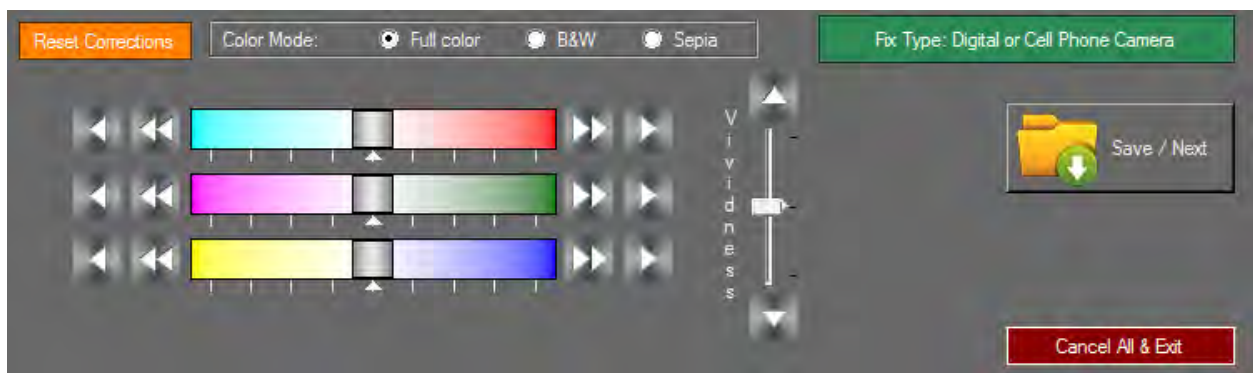 Reset Corrections
Color Mode:
Full color
B&W
Sepia
Fix Type: Digital or Cell Phone Camera
Vividness
Save / Next
Cancel All & Exit